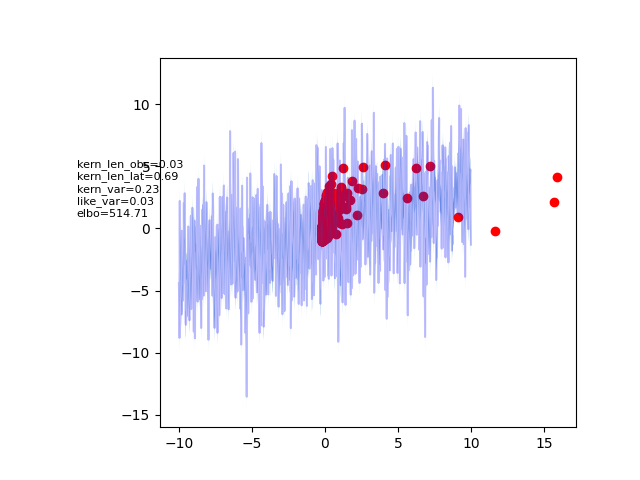 10
5
0
−5
−10
−15
kern_len_obs=0.03
kern_len_lat=0.69
kern_var=0.23
like_var=0.03
elbo=514.71
−10
−5
0
5
10
15